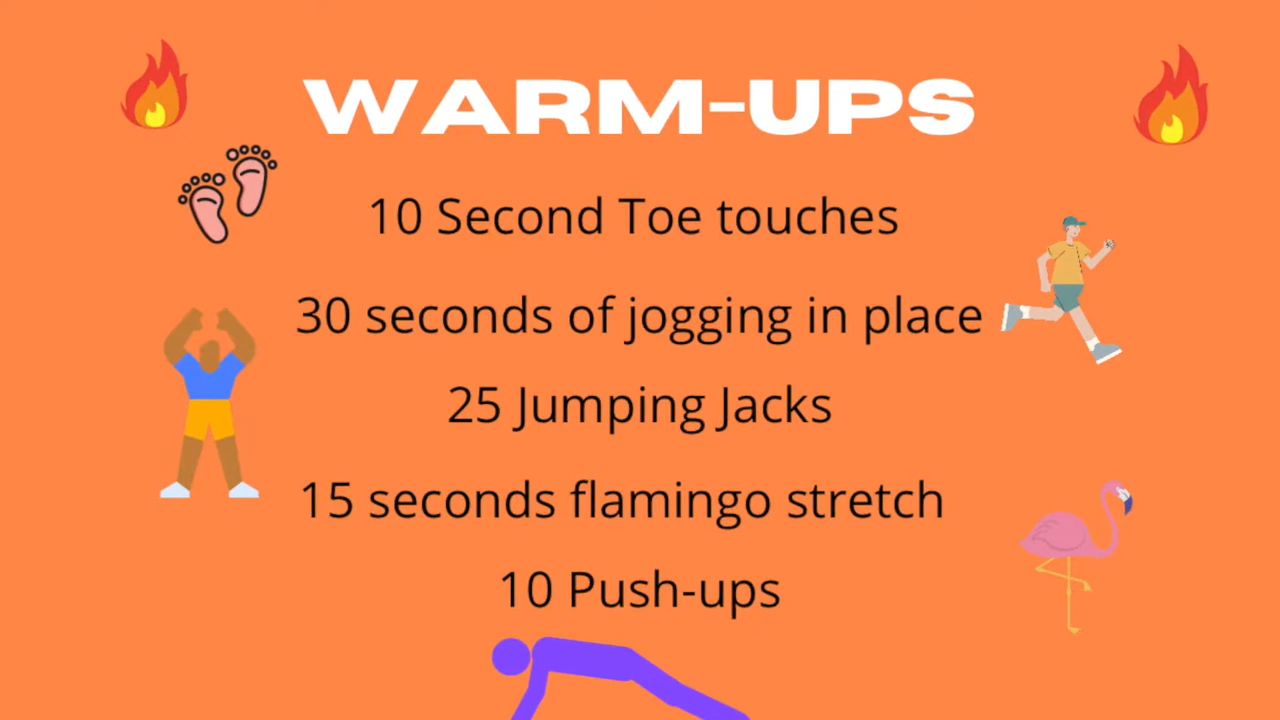 WARM-UPS
10 Second Toe touches
30 seconds of jogging in place
25 Jumping Jacks
15 seconds flamingo stretch
10 Push-ups